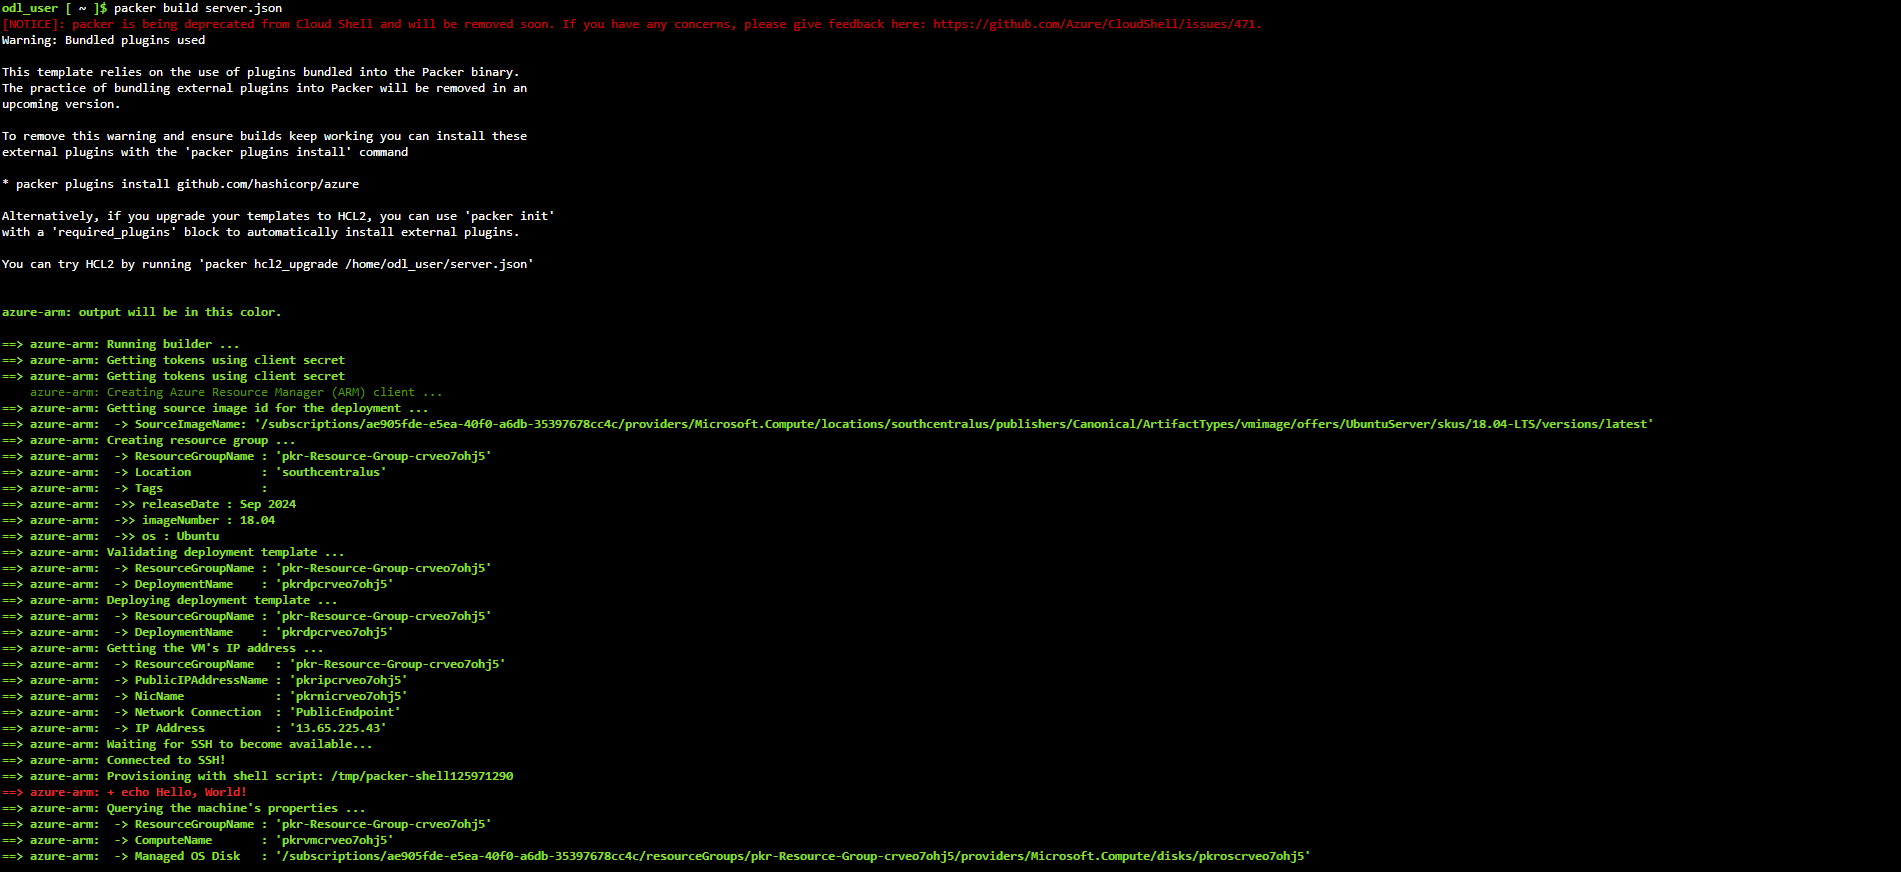 odl_user [ ~ ]$ packer build server.json
[NOTICE]: packer is being deprecated from Cloud Shell and will be removed soon. If you have any concerns, please give feedback here: https://github.com/Azure/CloudShell/issues/471.
Warning: Bundled plugins used
This template relies on the use of plugins bundled into the Packer binary.
The practice of bundling external plugins into Packer will be removed in an
upcoming version.
To remove this warning and ensure builds keep working you can install these
external plugins with the 'packer plugins install' command
* packer plugins install github.com/hashicorp/azure
Alternatively, if you upgrade your templates to HCL2, you can use 'packer init'
with a 'required_plugins' block to automatically install external plugins.
You can try HCL2 by running 'packer hcl2_upgrade /home/odl_user/server.json'
azure-arm: output will be in this color.
==> azure-arm: Running builder ...
==> azure-arm: Getting tokens using client secret
==> azure-arm: Getting tokens using client secret
    azure-arm: Creating Azure Resource Manager (ARM) client ...
==> azure-arm: Getting source image id for the deployment ...
==> azure-arm:  -> SourceImageName: '/subscriptions/ae905fde-e5ea-40f0-a6db-35397678cc4c/providers/Microsoft.Compute/locations/southcentralus/publishers/Canonical/ArtifactTypes/vmimage/offers/UbuntuServer/skus/18.04-LTS/versions/latest'
==> azure-arm: Creating resource group ...
==> azure-arm:  -> ResourceGroupName : 'pkr-Resource-Group-crveo7ohj5'
==> azure-arm:  -> Location          : 'southcentralus'
==> azure-arm:  -> Tags              :
==> azure-arm:  ->> releaseDate : Sep 2024
==> azure-arm:  ->> imageNumber : 18.04
==> azure-arm:  ->> os : Ubuntu
==> azure-arm: Validating deployment template ...
==> azure-arm:  -> ResourceGroupName : 'pkr-Resource-Group-crveo7ohj5'
==> azure-arm:  -> DeploymentName    : 'pkrdpcrveo7ohj5'
==> azure-arm: Deploying deployment template ...
==> azure-arm:  -> ResourceGroupName : 'pkr-Resource-Group-crveo7ohj5'
==> azure-arm:  -> DeploymentName    : 'pkrdpcrveo7ohj5'
==> azure-arm: Getting the VM's IP address ...
==> azure-arm:  -> ResourceGroupName   : 'pkr-Resource-Group-crveo7ohj5'
==> azure-arm:  -> PublicIPAddressName : 'pkripcrveo7ohj5'
==> azure-arm:  -> NicName             : 'pkrnicrveo7ohj5'
==> azure-arm:  -> Network Connection  : 'PublicEndpoint'
==> azure-arm:  -> IP Address          : '13.65.225.43'
==> azure-arm: Waiting for SSH to become available...
==> azure-arm: Connected to SSH!
==> azure-arm: Provisioning with shell script: /tmp/packer-shell125971290
==> azure-arm: + echo Hello, World!
==> azure-arm: Querying the machine's properties ...
==> azure-arm:  -> ResourceGroupName : 'pkr-Resource-Group-crveo7ohj5'
==> azure-arm:  -> ComputeName       : 'pkrvmcrveo7ohj5'
==> azure-arm:  -> Managed OS Disk   : '/subscriptions/ae905fde-e5ea-40f0-a6db-35397678cc4c/resourceGroups/pkr-Resource-Group-crveo7ohj5/providers/Microsoft.Compute/disks/pkroscrveo7ohj5'